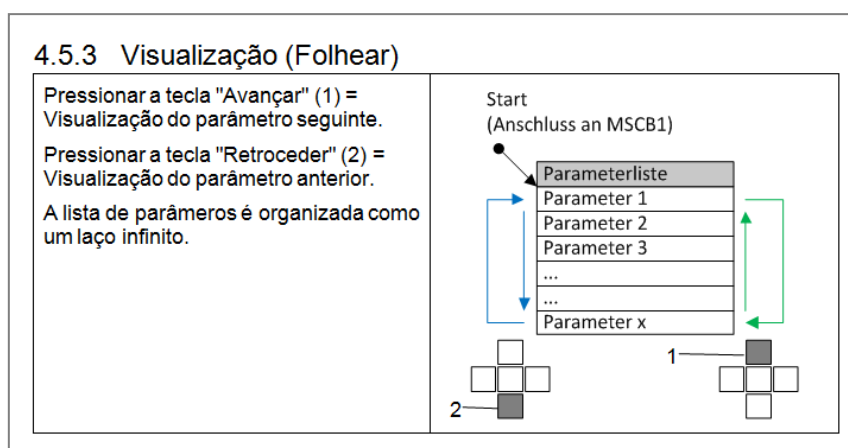 4.5.3 Visualização (Folhear)
Pressionar a tecla "Avançar" (1) =
Visualização do parâmetro seguinte.
Pressionar a tecla "Retroceder" (2) =
Visualização do parâmetro anterior.
A lista de parâmeros é organizada como
um laço infinito.
Start
(Anschluss an MSCB1)
Parameterliste
Parameter 1
Parameter 2
Parameter 3
...
...
Parameter x
1
2